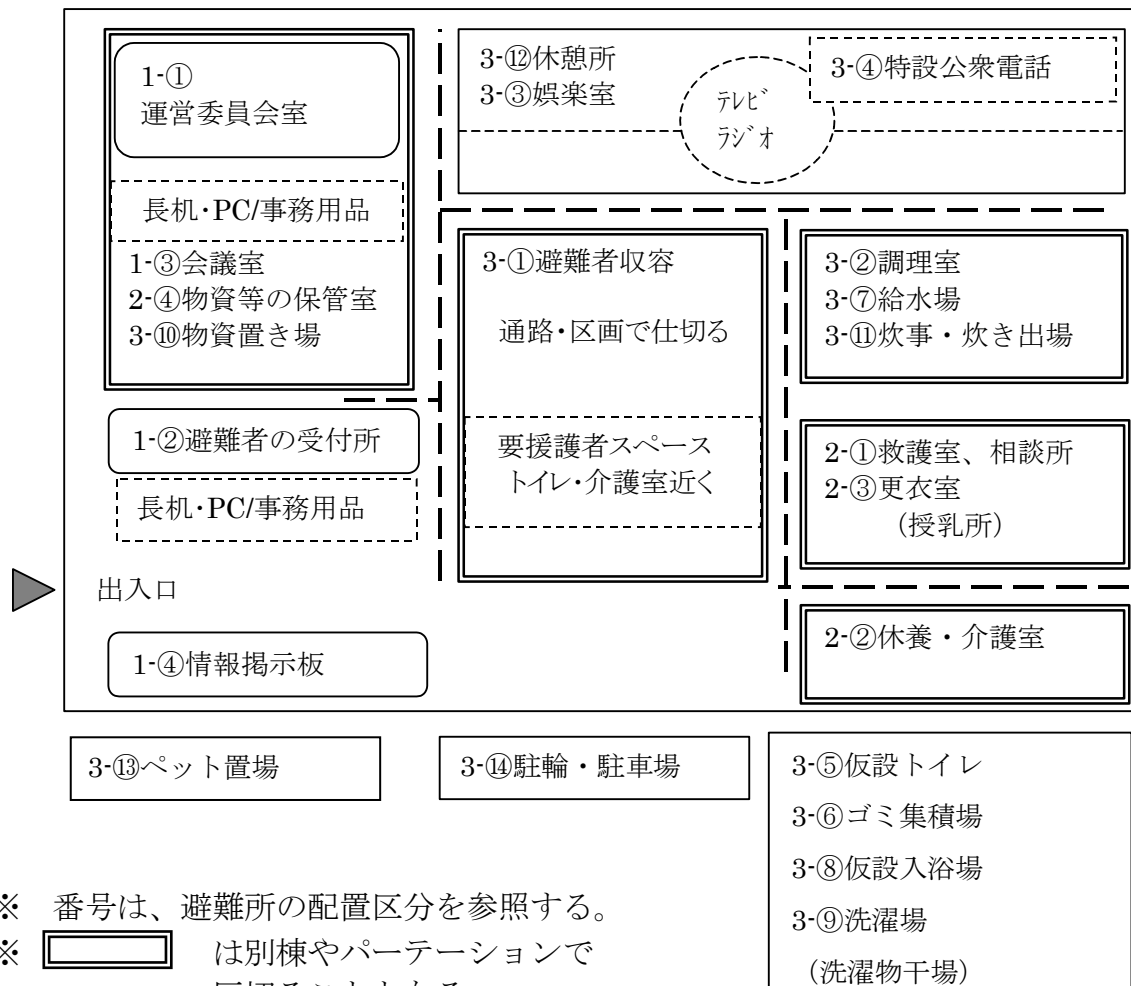 1-①
運営委員会室
長机・PC/事務用品
1-③会議室
2-④物資等の保管室
3-⑩物資置き場
1-②避難者の受付所
長机・PC/事務用品
出入口
1-④情報掲示板
3-⑫休憩所
3-③娯楽室
ﾃﾚﾋﾞ
ﾗｼﾞｵ
3-④特設公衆電話
3-①避難者収容
通路・区画で仕切る
要援護者スペース
トイレ・介護室近く
3-②調理室
3-⑦給水場
3-⑪炊事・炊き出場
2-①救護室、相談所
2-③更衣室
(授乳所)
2-②休養・介護室
3-⑬ペット置場
3-⑭駐輪・駐車場
3-⑤仮設トイレ
3-⑥ゴミ集積場
3-⑧仮設入浴場
3-⑨洗濯場
(洗濯物干場)
※ 番号は、避難所の配置区分を参照する。
※ は別棟やパーテーションで